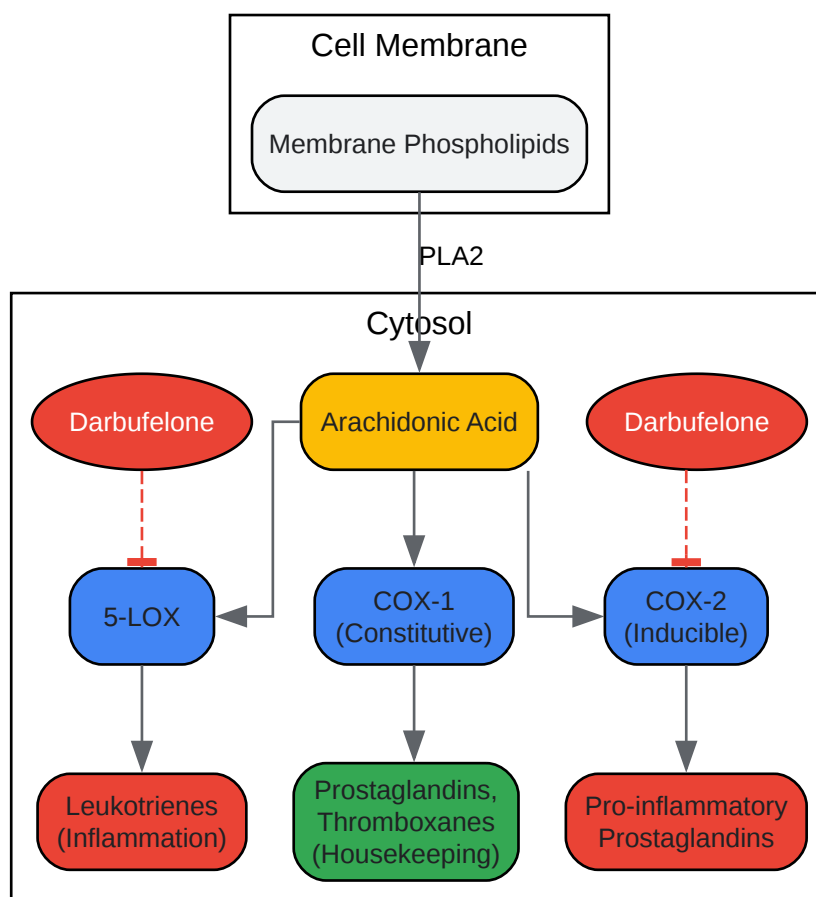 Cell Membrane
Membrane Phospholipids
PLA2
Cytosol
Darbufelone
Arachidonic Acid
Darbufelone
5-LOX
COX-1
(Constitutive)
COX-2
(Inducible)
Leukotrienes
(Inflammation)
Prostaglandins,
Thromboxanes
(Housekeeping)
Pro-inflammatory
Prostaglandins